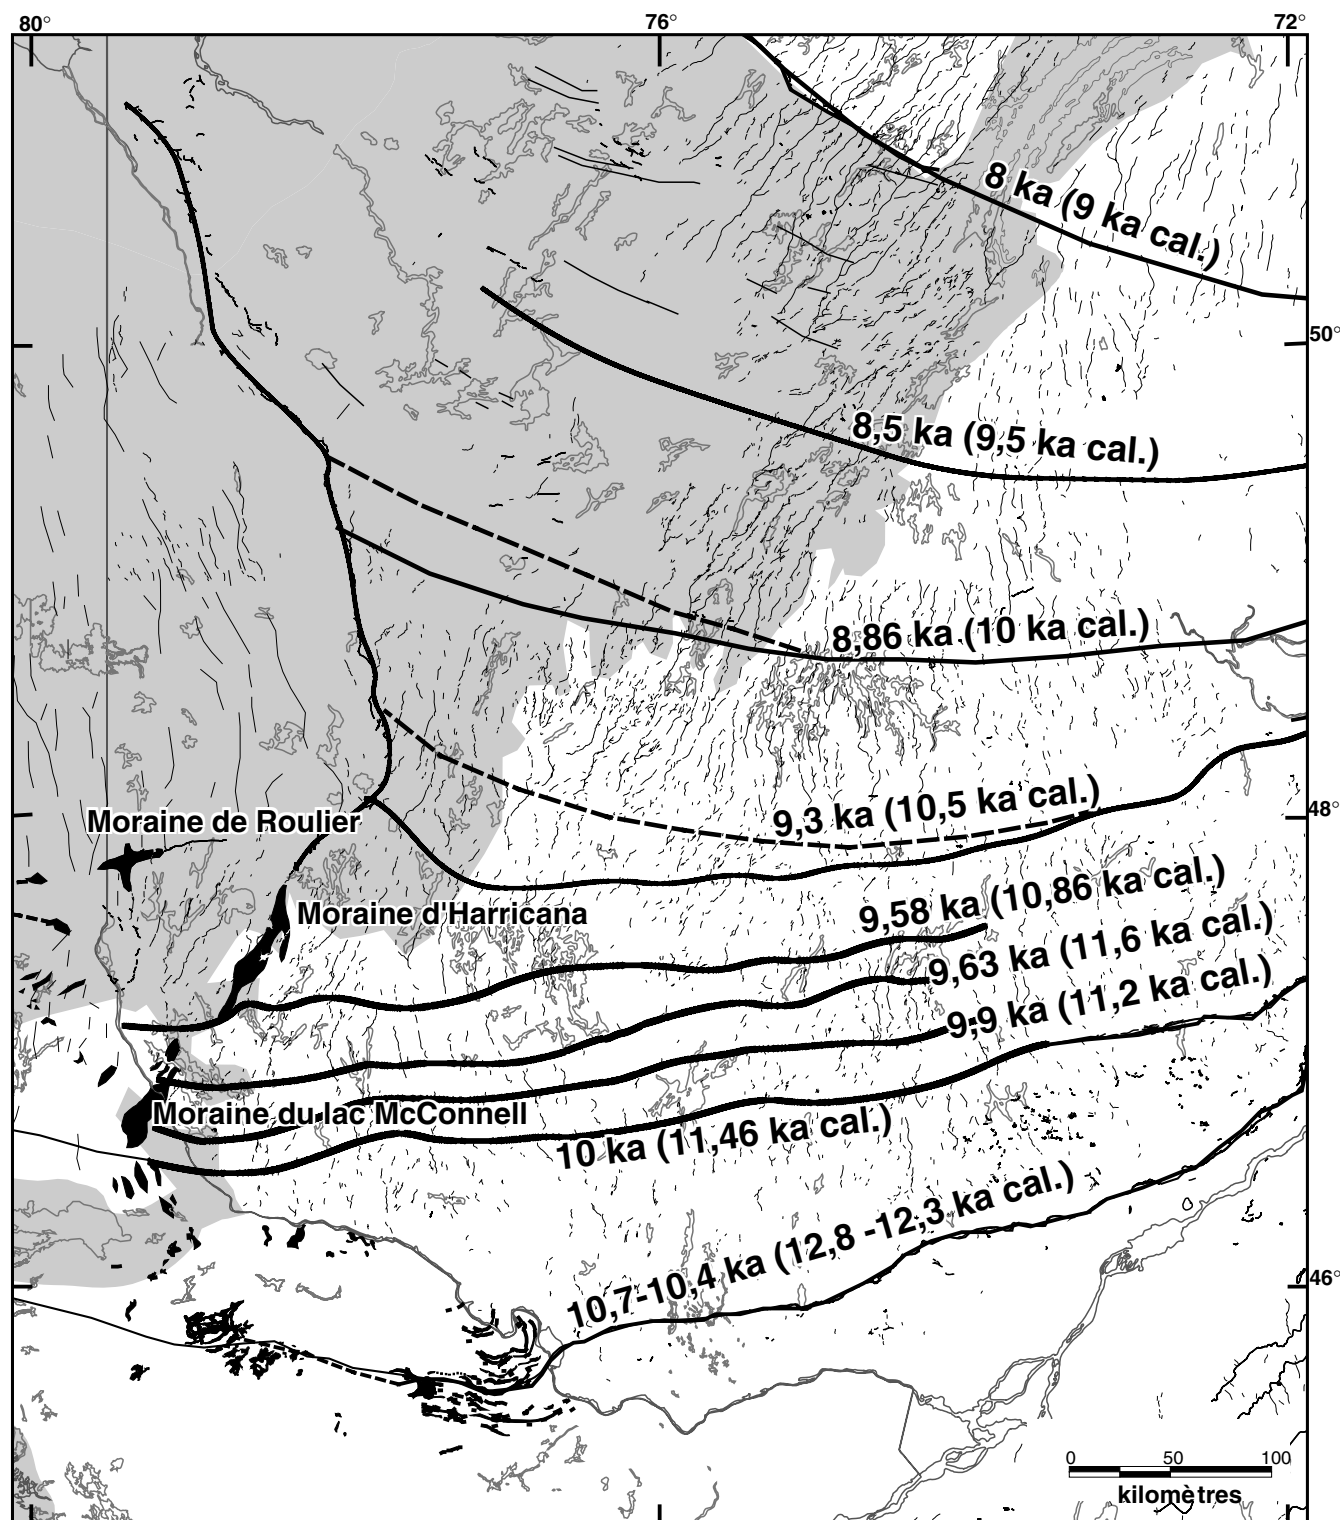 80° 76° 72°
8 ka (9 ka cal.)
50°
8,5 ka (9,5 ka cal.)
8,86 ka (10 ka cal.)
9,3 ka (10,5 ka cal.)
48°
Moraine de Roulier
9,58 ka (10,86 ka cal.)
Moraine d'Harricana
9,63 ka (11,6 ka cal.)
9,9 ka (11,2 ka cal.)
Moraine du lac McConnell
10 ka (11,46 ka cal.)
10,7-10,4 ka (12,8 -12,3 ka cal.)
46°
0 50 100
kilomètres